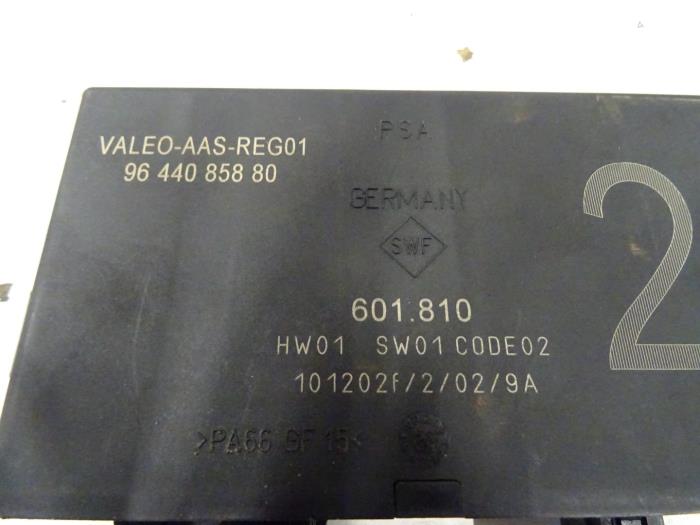 VALEO-AAS-REG01
96 440 858 80
PSA
GERMANY
SWF
601.810
HW01 SW01 CODE02
101202f/2/02/9A
>PA66 GF 15<
2